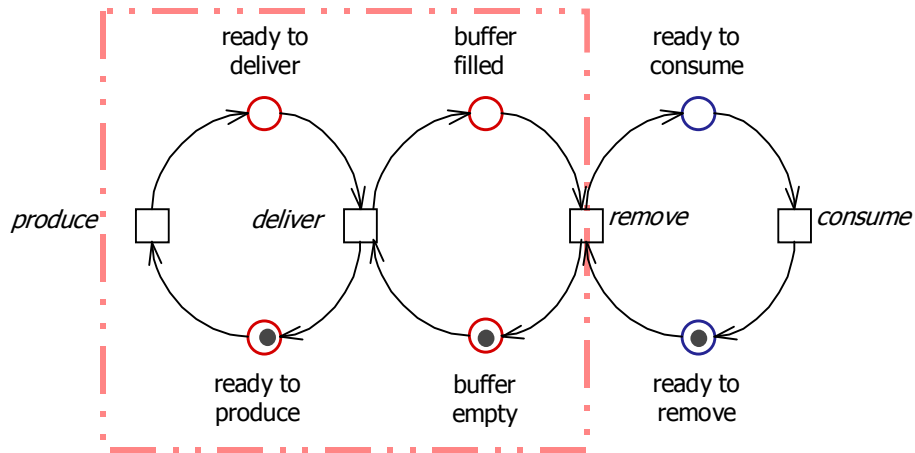 ready to
deliver
buffer
filled
ready to
consume
produce
deliver
remove
consume
ready to
produce
buffer
empty
ready to
remove